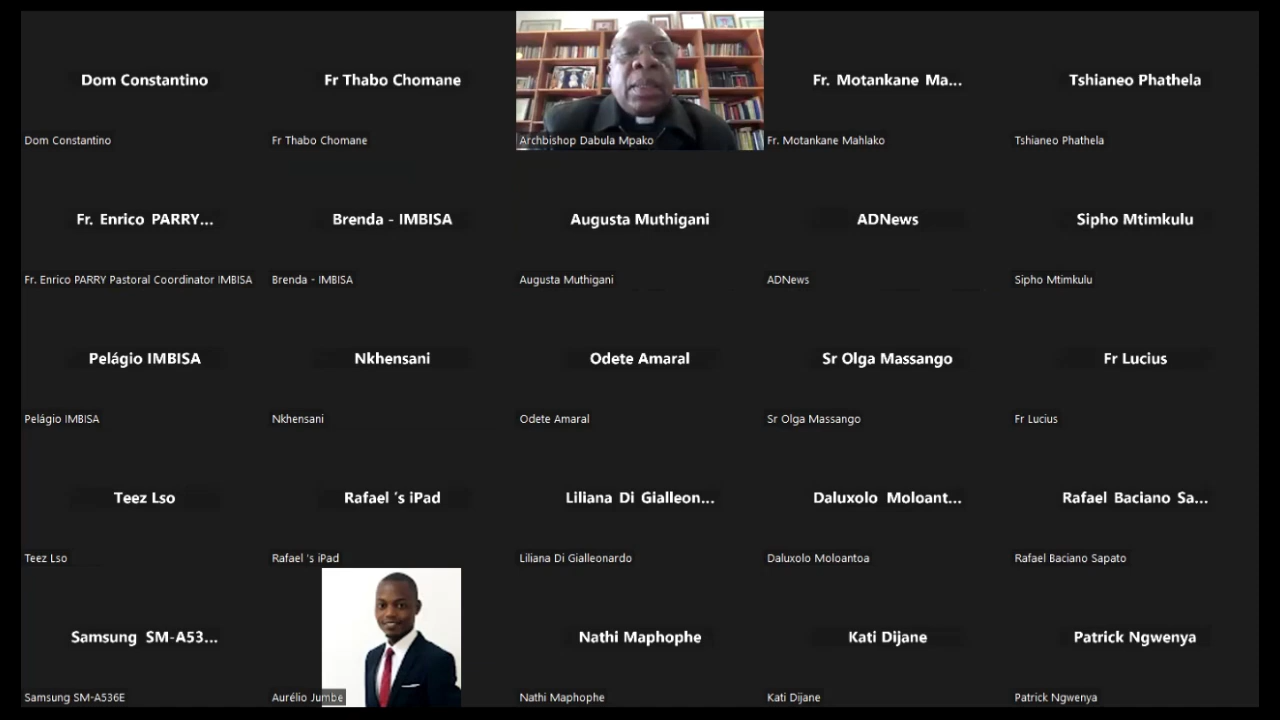 Dom Constantino
Fr Thabo Chomane
Fr. Motankane Ma...
Tshianeo Phathela
Dom Constantino
Fr Thabo Chomane
Archbishop Dabula Mpako
Fr. Motankane Mahlako
Tshianeo Phathela
Fr. Enrico PARRY...
Brenda - IMBISA
Augusta Muthigani
ADNews
Sipho Mtimkulu
Fr. Enrico PARRY Pastoral Coordinator IMBISA
Brenda - IMBISA
Augusta Muthigani
ADNews
Sipho Mtimkulu
Pelágio IMBISA
Nkhensani
Odete Amaral
Sr Olga Massango
Fr Lucius
Pelágio IMBISA
Nkhensani
Odete Amaral
Sr Olga Massango
Fr Lucius
Teez Lso
Rafael 's iPad
Liliana Di Gialleon...
Daluxolo Moloant...
Rafael Baciano Sa...
Teez Lso
Rafael 's iPad
Liliana Di Gialleonardo
Daluxolo Moloantoa
Rafael Baciano Sapato
Samsung SM-A53...
Nathi Maphophe
Kati Dijane
Patrick Ngwenya
Samsung SM-A536E
Aurélio Jumbe
Nathi Maphophe
Kati Dijane
Patrick Ngwenya